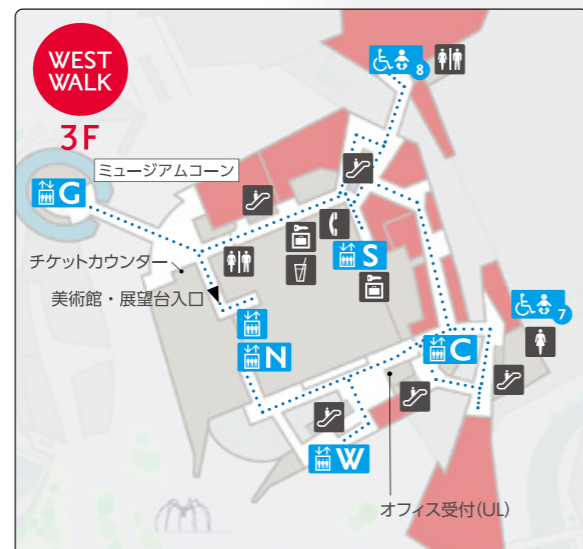 WEST
WALK
3F
8
ミュージアムコーン
G
チケットカウンター
S
美術館・展望台入口
7
N
C
W
オフィス受付(UL)